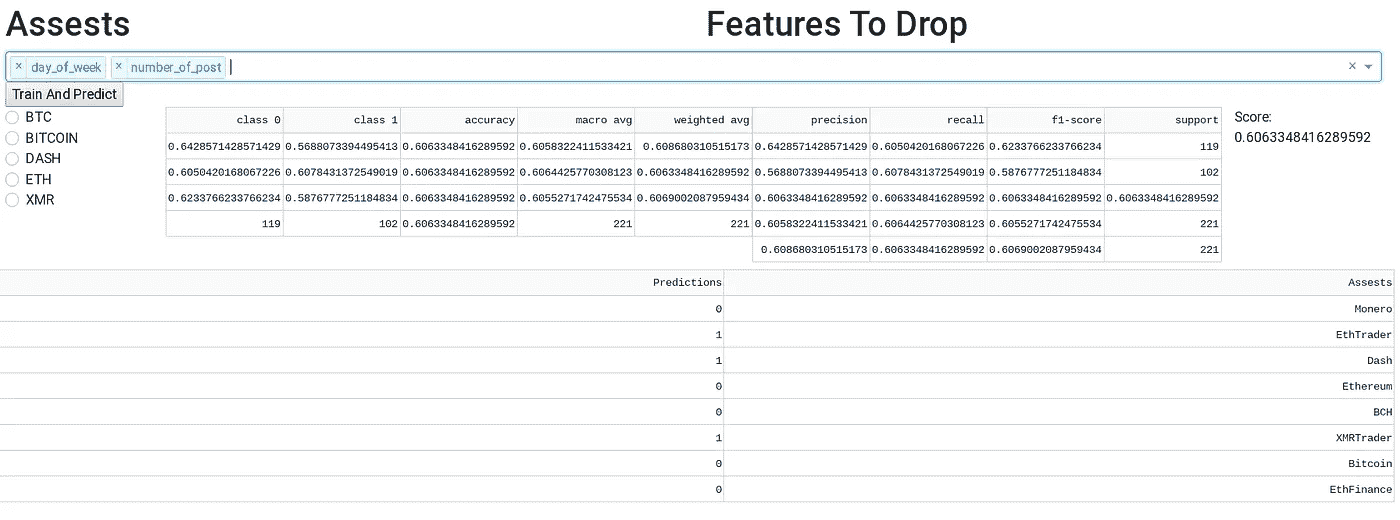 Assests Features To Drop
× day_of_week × number_of_post ×
Train And Predict
BTC
BITCOIN
DASH
ETH
XMR
class 0 class 1 accuracy macro avg weighted avg precision recall f1-score support
0.6428571428571429 0.5688073394495413 0.6063348416289592 0.6058322411533421 0.608680310515173 0.6428571428571429 0.6050420168067226 0.6233766233766234 119
0.6050420168067226 0.6078431372549019 0.6063348416289592 0.6064425770308123 0.6063348416289592 0.5688073394495413 0.6078431372549019 0.5876777251184834 102
0.6233766233766234 0.5876777251184834 0.6063348416289592 0.6055271742475534 0.6069002087959434 0.6063348416289592 0.6063348416289592 0.6063348416289592 0.6063348416289592
119 102 0.6063348416289592 221 221 0.6058322411533421 0.6064425770308123 0.6055271742475534 221
0.608680310515173 0.6063348416289592 0.6069002087959434 221
Score:
0.6063348416289592
Predictions Assests
0 Monero
1 EthTrader
1 Dash
0 Ethereum
0 BCH
1 XMRTrader
0 Bitcoin
0 EthFinance